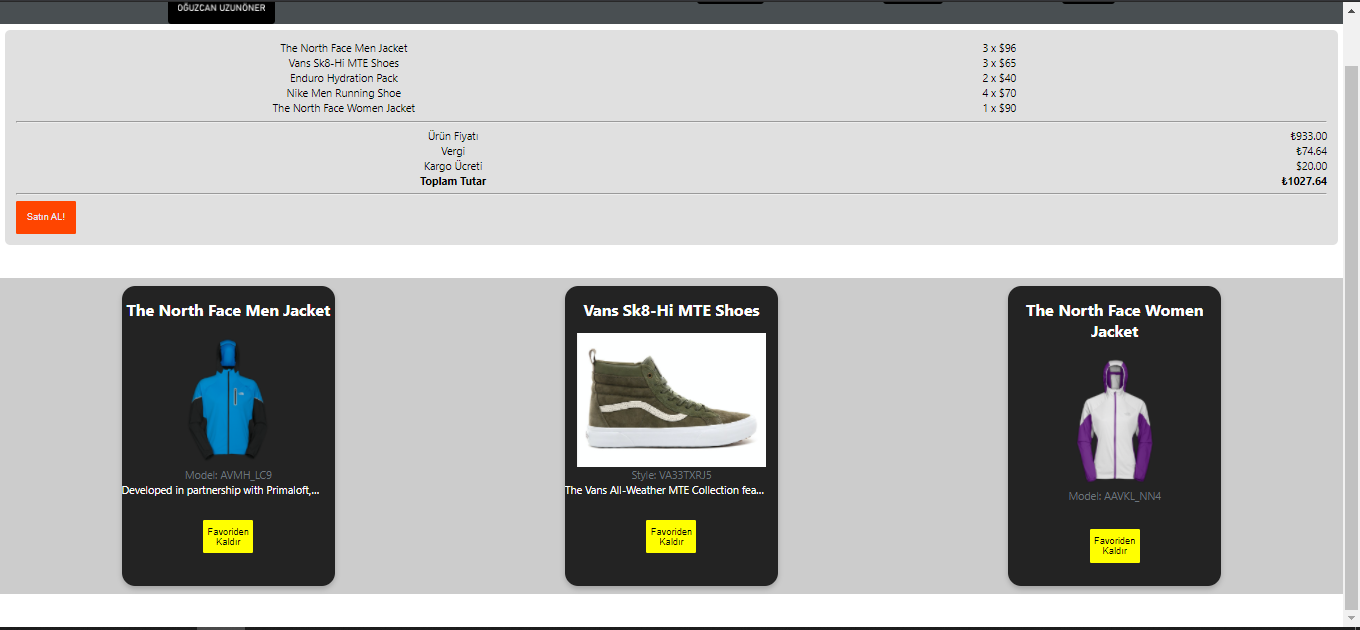 OĞUZCAN UZUNÖNER
The North Face Men Jacket 3 x $96
Vans Sk8-Hi MTE Shoes 3 x $65
Enduro Hydration Pack 2 x $40
Nike Men Running Shoe 4 x $70
The North Face Women Jacket 1 x $90
Ürün Fiyatı ₺933.00
Vergi ₺74.64
Kargo Ücreti $20.00
Toplam Tutar ₺1027.64
Satın AL!
The North Face Men Jacket
Model: AVMH_LC9
Developed in partnership with Primaloft,...
Favoriden
Kaldır
Vans Sk8-Hi MTE Shoes
Style: VA33TXRJ5
The Vans All-Weather MTE Collection fea...
Favoriden
Kaldır
The North Face Women
Jacket
Model: AAVKL_NN4
Favoriden
Kaldır